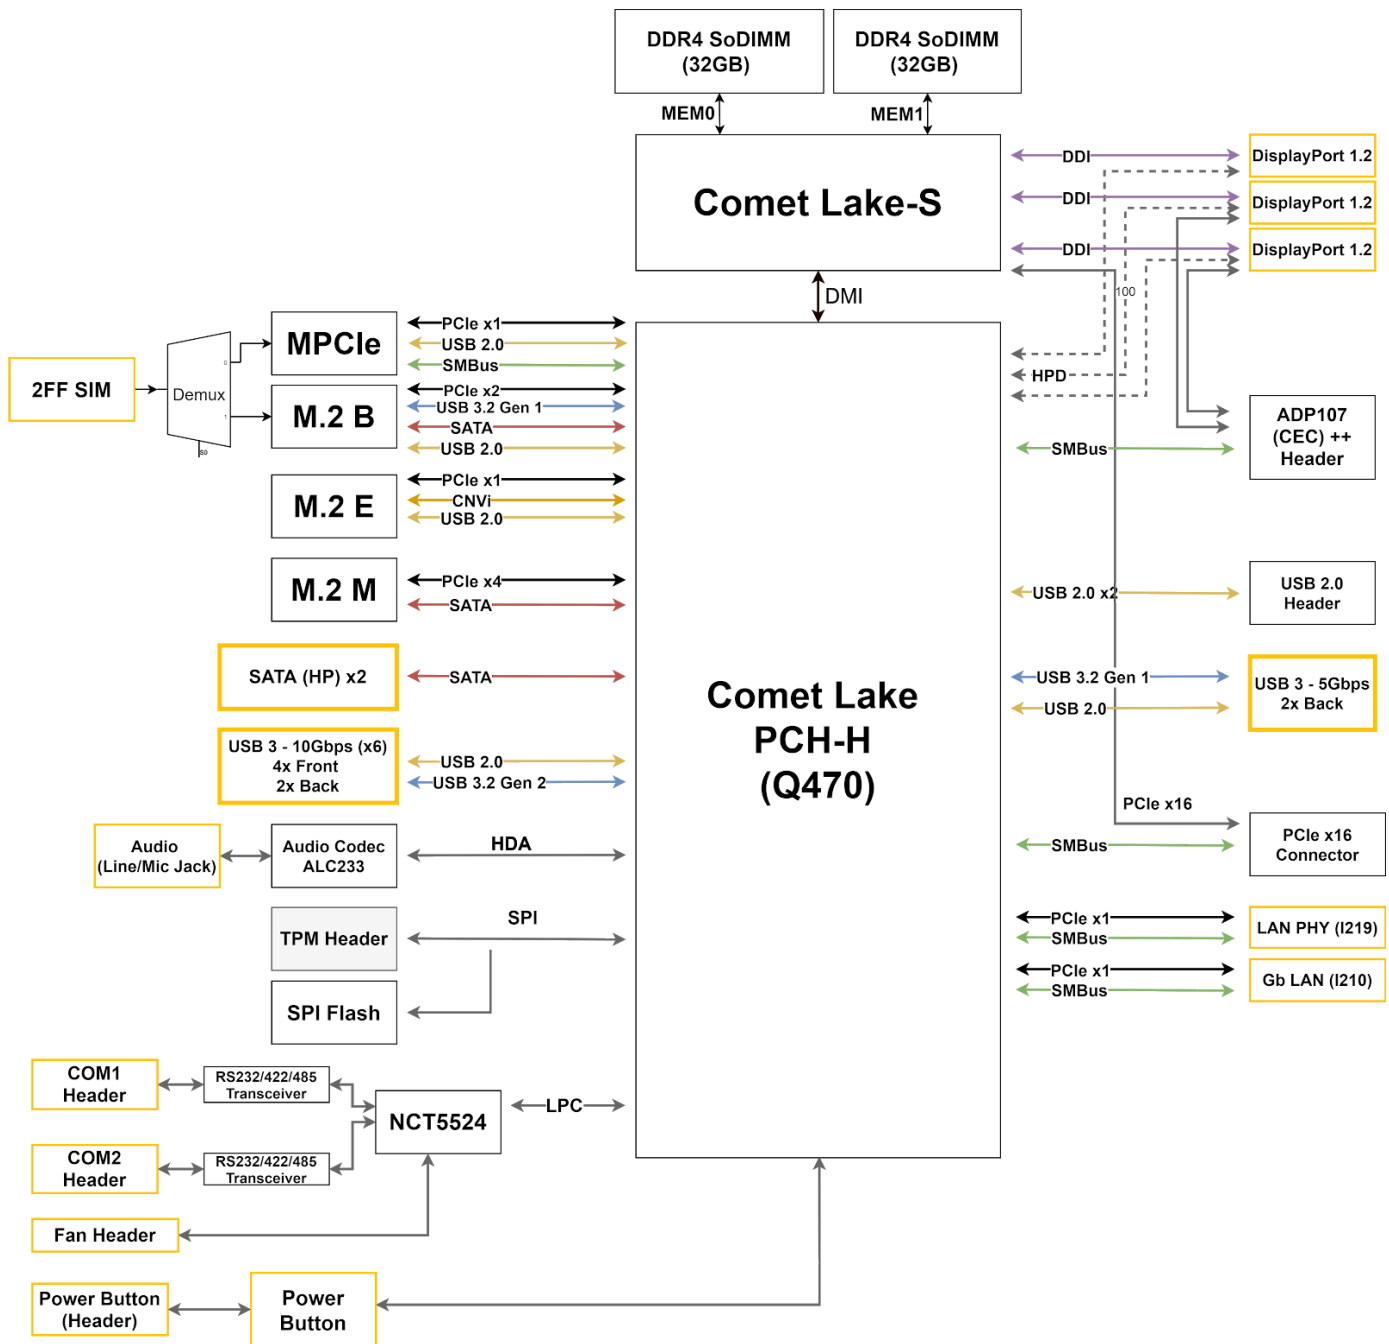 DDR4 SoDIMM
(32GB)
DDR4 SoDIMM
(32GB)
MEM0
MEM1
Comet Lake-S
DDI
DisplayPort 1.2
DDI
DisplayPort 1.2
DDI
DisplayPort 1.2
100
DMI
2FF SIM
Demux
0
1
S0
MPCIe
PCIe x1
USB 2.0
SMBus
M.2 B
PCIe x2
USB 3.2 Gen 1
SATA
USB 2.0
M.2 E
PCIe x1
CNVi
USB 2.0
M.2 M
PCIe x4
SATA
SATA (HP) x2
SATA
USB 3 - 10Gbps (x6)
4x Front
2x Back
USB 2.0
USB 3.2 Gen 2
Audio
(Line/Mic Jack)
Audio Codec
ALC233
HDA
TPM Header
SPI
SPI Flash
COM1
Header
RS232/422/485
Transceiver
COM2
Header
RS232/422/485
Transceiver
NCT5524
LPC
Fan Header
Power Button
(Header)
Power
Button
Comet Lake
PCH-H
(Q470)
HPD
SMBus
ADP107
(CEC) ++
Header
USB 2.0 x2
USB 2.0
Header
USB 3.2 Gen 1
USB 2.0
USB 3 - 5Gbps
2x Back
PCIe x16
SMBus
PCIe x16
Connector
PCIe x1
SMBus
LAN PHY (I219)
PCIe x1
SMBus
Gb LAN (I210)